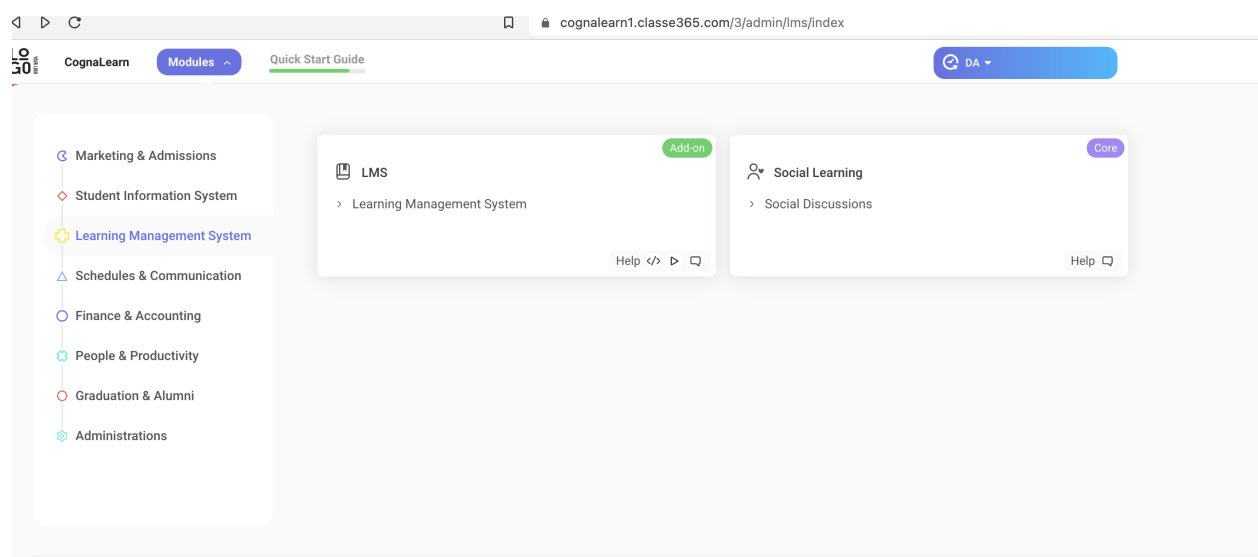 cognalearn1.classe365.com/3/admin/lms/index
LO
GO
CognaLearn
Modules
Quick Start Guide
DA
Marketing & Admissions
Student Information System
Learning Management System
Schedules & Communication
Finance & Accounting
People & Productivity
Graduation & Alumni
Administrations
Add-on
LMS
Learning Management System
Help
Core
Social Learning
Social Discussions
Help